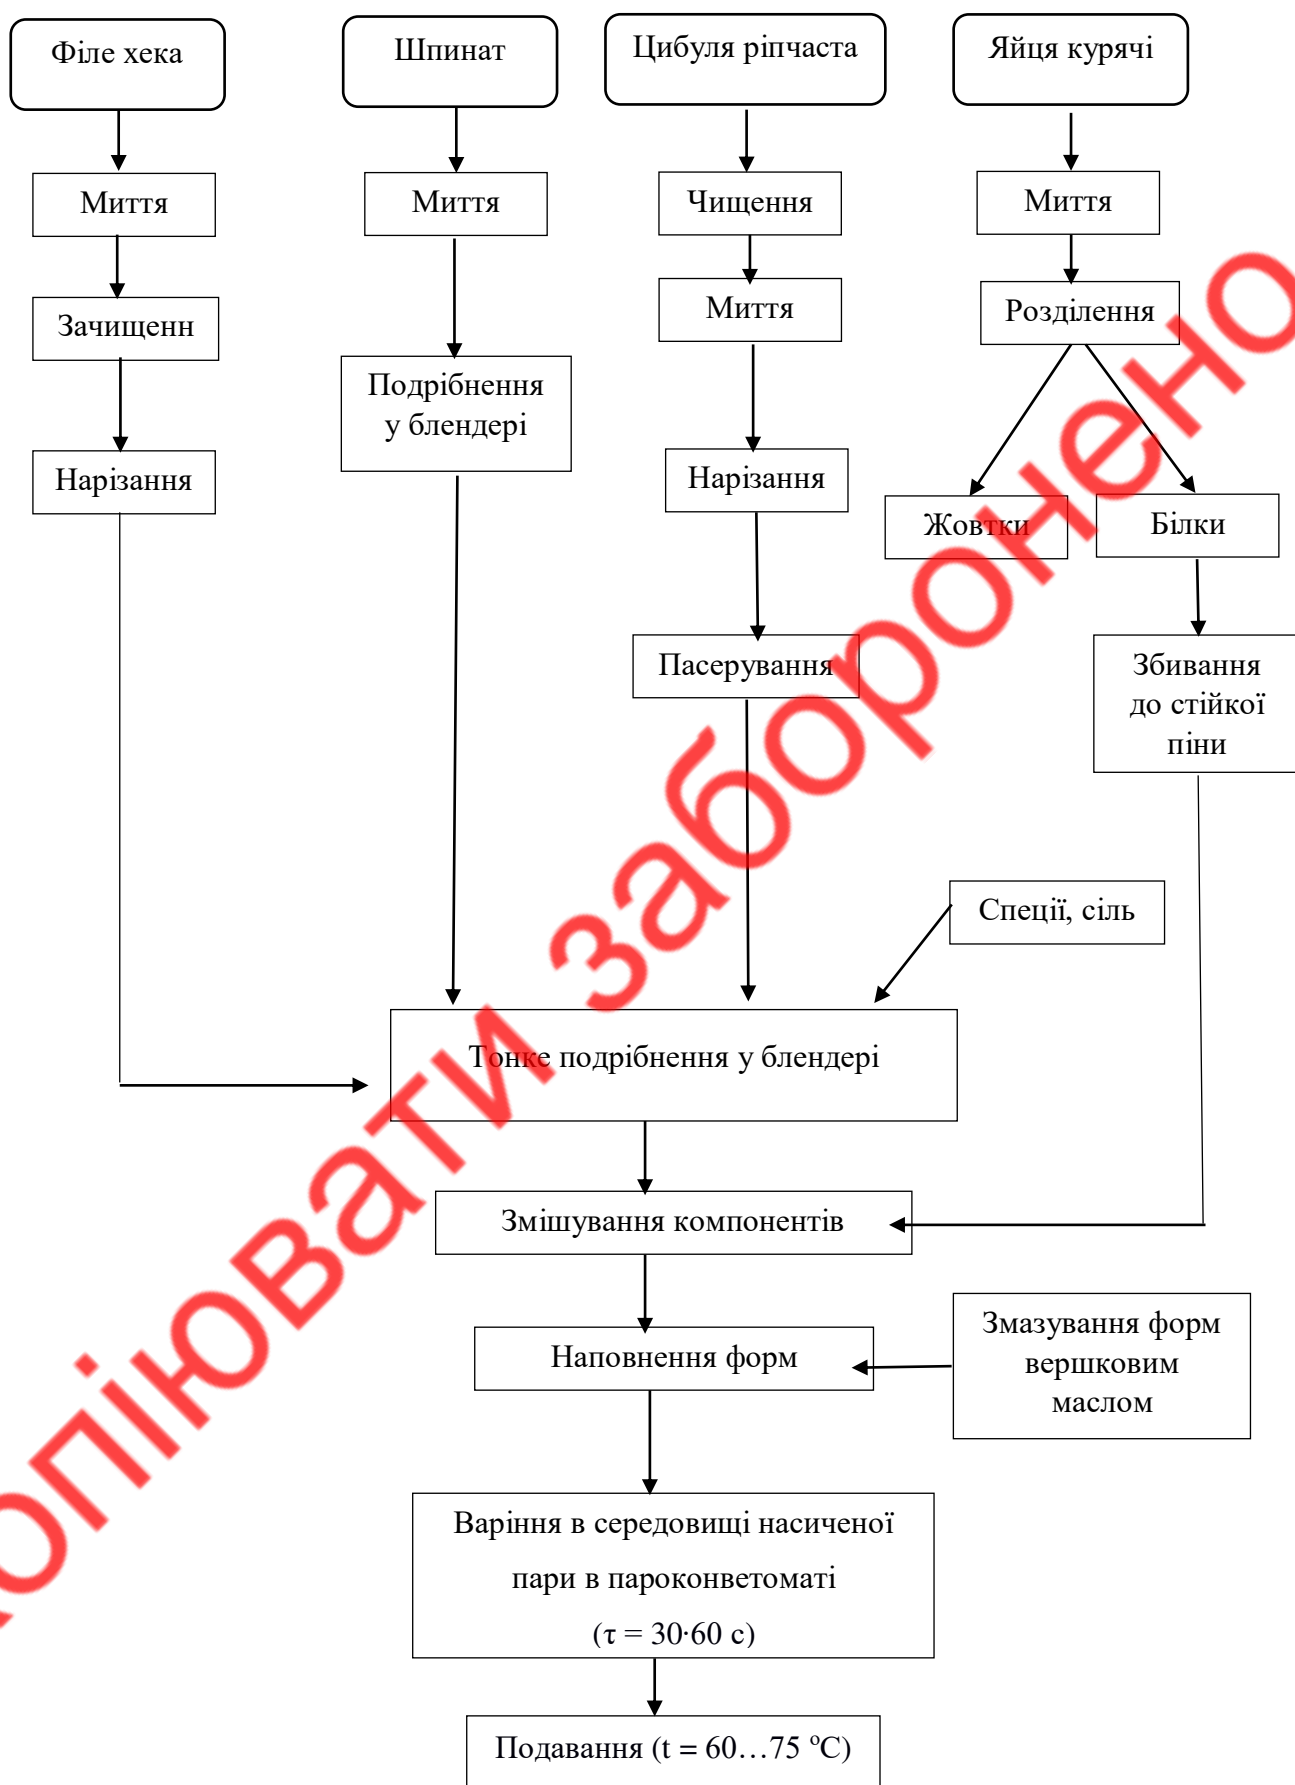 Філе хека
Шпинат
Цибуля ріпчаста
Яйця курячі
Миття
Миття
Чищення
Миття
Зачищенн
Миття
Розділення
Подрібнення
у блендері
Нарізання
Нарізання
Жовтки
Білки
Пасерування
Збивання
до стійкої
піни
Спеції, сіль
Тонке подрібнення у блендері
Змішування компонентів
Наповнення форм
Змазування форм
вершковим
маслом
Варіння в середовищі насиченої
пари в пароконветоматі
(τ = 30·60 с)
Подавання (t = 60…75 ºС)
копіювати заборонено